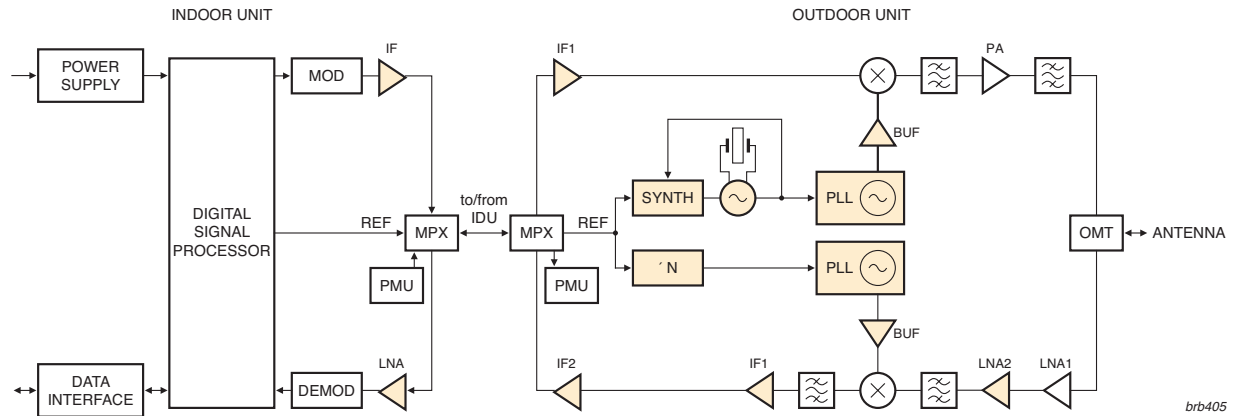 INDOOR UNIT
OUTDOOR UNIT
POWER
SUPPLY
MOD
IF
IF1
PA
BUF
DIGITAL
SIGNAL
PROCESSOR
REF
MPX
to/from
IDU
MPX
REF
SYNTH
PLL
PMU
PMU
´ N
PLL
OMT
ANTENNA
BUF
DATA
INTERFACE
DEMOD
LNA
IF2
IF1
LNA2
LNA1
brb405